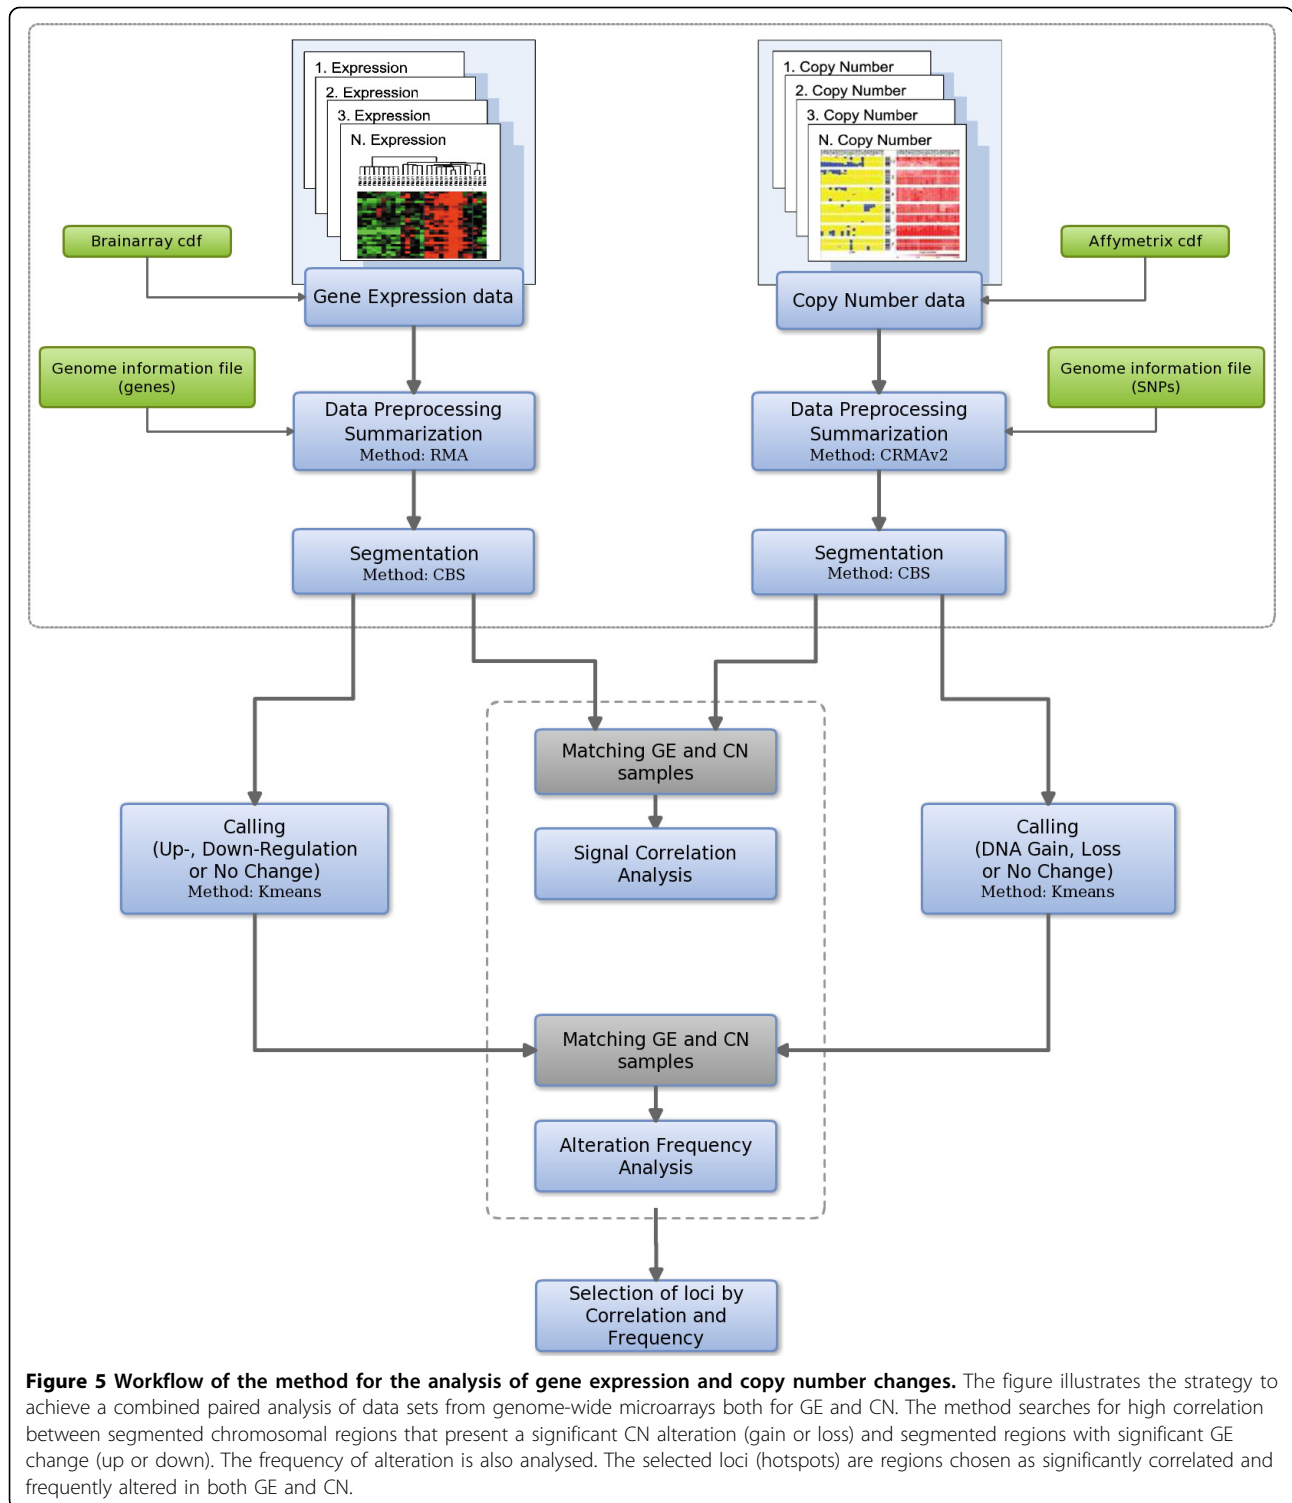 1. Expression
2. Expression
3. Expression
N. Expression
1. Copy Number
2. Copy Number
3. Copy Number
N. Copy Number
Brainarray cdf
Affymetrix cdf
Gene Expression data
Copy Number data
Genome information file
(genes)
Genome information file
(SNPs)
Data Preprocessing
Summarization
Method: RMA
Data Preprocessing
Summarization
Method: CRMAv2
Segmentation
Method: CBS
Segmentation
Method: CBS
Matching GE and CN
samples
Calling
(Up-, Down-Regulation
or No Change)
Method: Kmeans
Signal Correlation
Analysis
Calling
(DNA Gain, Loss
or No Change)
Method: Kmeans
Matching GE and CN
samples
Alteration Frequency
Analysis
Selection of loci by
Correlation and
Frequency
Figure 5 Workflow of the method for the analysis of gene expression and copy number changes. The figure illustrates the strategy to
achieve a combined paired analysis of data sets from genome-wide microarrays both for GE and CN. The method searches for high correlation
between segmented chromosomal regions that present a significant CN alteration (gain or loss) and segmented regions with significant GE
change (up or down). The frequency of alteration is also analysed. The selected loci (hotspots) are regions chosen as significantly correlated and
frequently altered in both GE and CN.